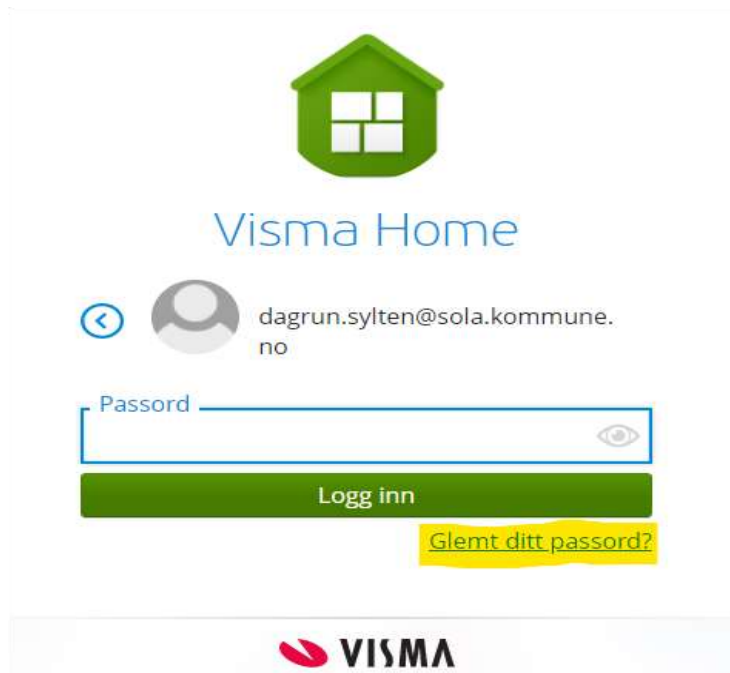 Visma Home
dagrun.sylten@sola.kommune.
no
Passord
Logg inn
Glemt ditt passord?
VISMA